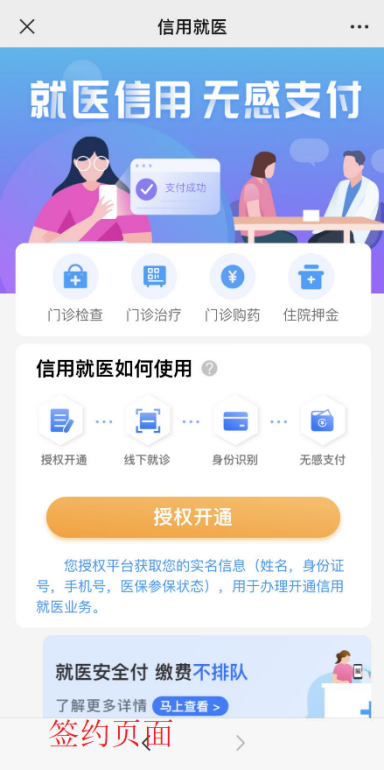 信用就医
就医信用 无感支付
支付成功
门诊检查 门诊治疗 门诊购药 住院押金
信用就医如何使用 ?
授权开通 线下就诊 身份识别 无感支付
授权开通
您授权平台获取您的实名信息（姓名，身份证
号，手机号，医保参保状态），用于办理开通信用
就医业务。
就医安全付 缴费不排队
了解更多详情 马上查看 >
签约页面